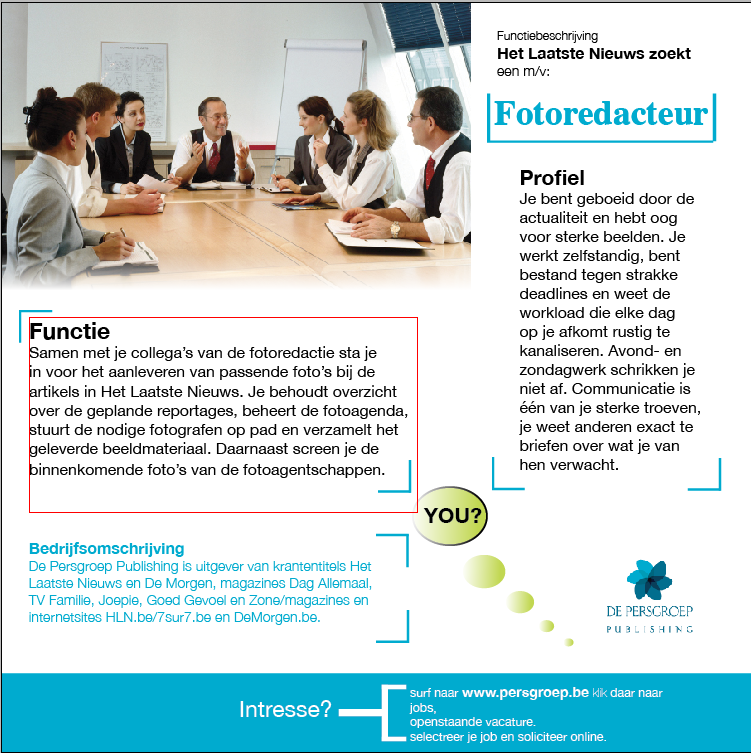 Functiebeschrijving
Het Laatste Nieuws zoekt
een m/v:
Fotoredacteur
Profiel
Je bent geboeid door de
actualiteit en hebt oog
voor sterke beelden. Je
werkt zelfstandig, bent
bestand tegen strakke
deadlines en weet de
workload die elke dag
op je afkomt rustig te
kanaliseren. Avond- en
zondagwerk schrikken je
niet af. Communicatie is
één van je sterke troeven,
je weet anderen exact te
briefen over wat je van
hen verwacht.
Functie
Samen met je collega's van de fotoredactie sta je
in voor het aanleveren van passende foto's bij de
artikels in Het Laatste Nieuws. Je behoudt overzicht
over de geplande reportages, beheert de fotoagenda,
stuurt de nodige fotografen op pad en verzamelt het
geleverde beeldmateriaal. Daarnaast screen je de
binnenkomende foto's van de fotoagentschappen.
YOU?
Bedrijfsomschrijving
De Persgroep Publishing is uitgever van krantentitels Het
Laatste Nieuws en De Morgen, magazines Dag Allemaal,
TV Familie, Joepie, Goed Gevoel en Zone/magazines en
internetsites HLN.be/7sur7.be en DeMorgen.be.
DE PERSGROEP
PUBLISHING
Intresse?
surf naar www.persgroep.be klik daar naar
jobs,
openstaande vacature.
selectreer je job en soliciteer online.